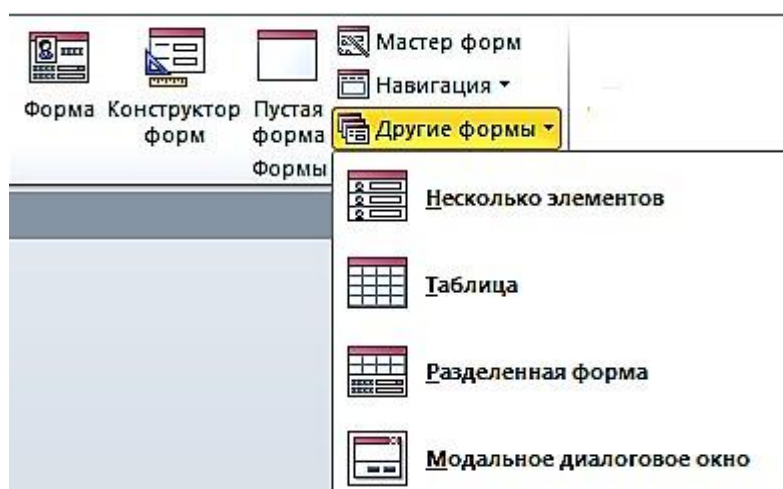 Форма
Конструктор
форм
Пустая
форма
Мастер форм
Навигация
Другие формы
Формы
Несколько элементов
Таблица
Разделенная форма
Модальное диалоговое окно